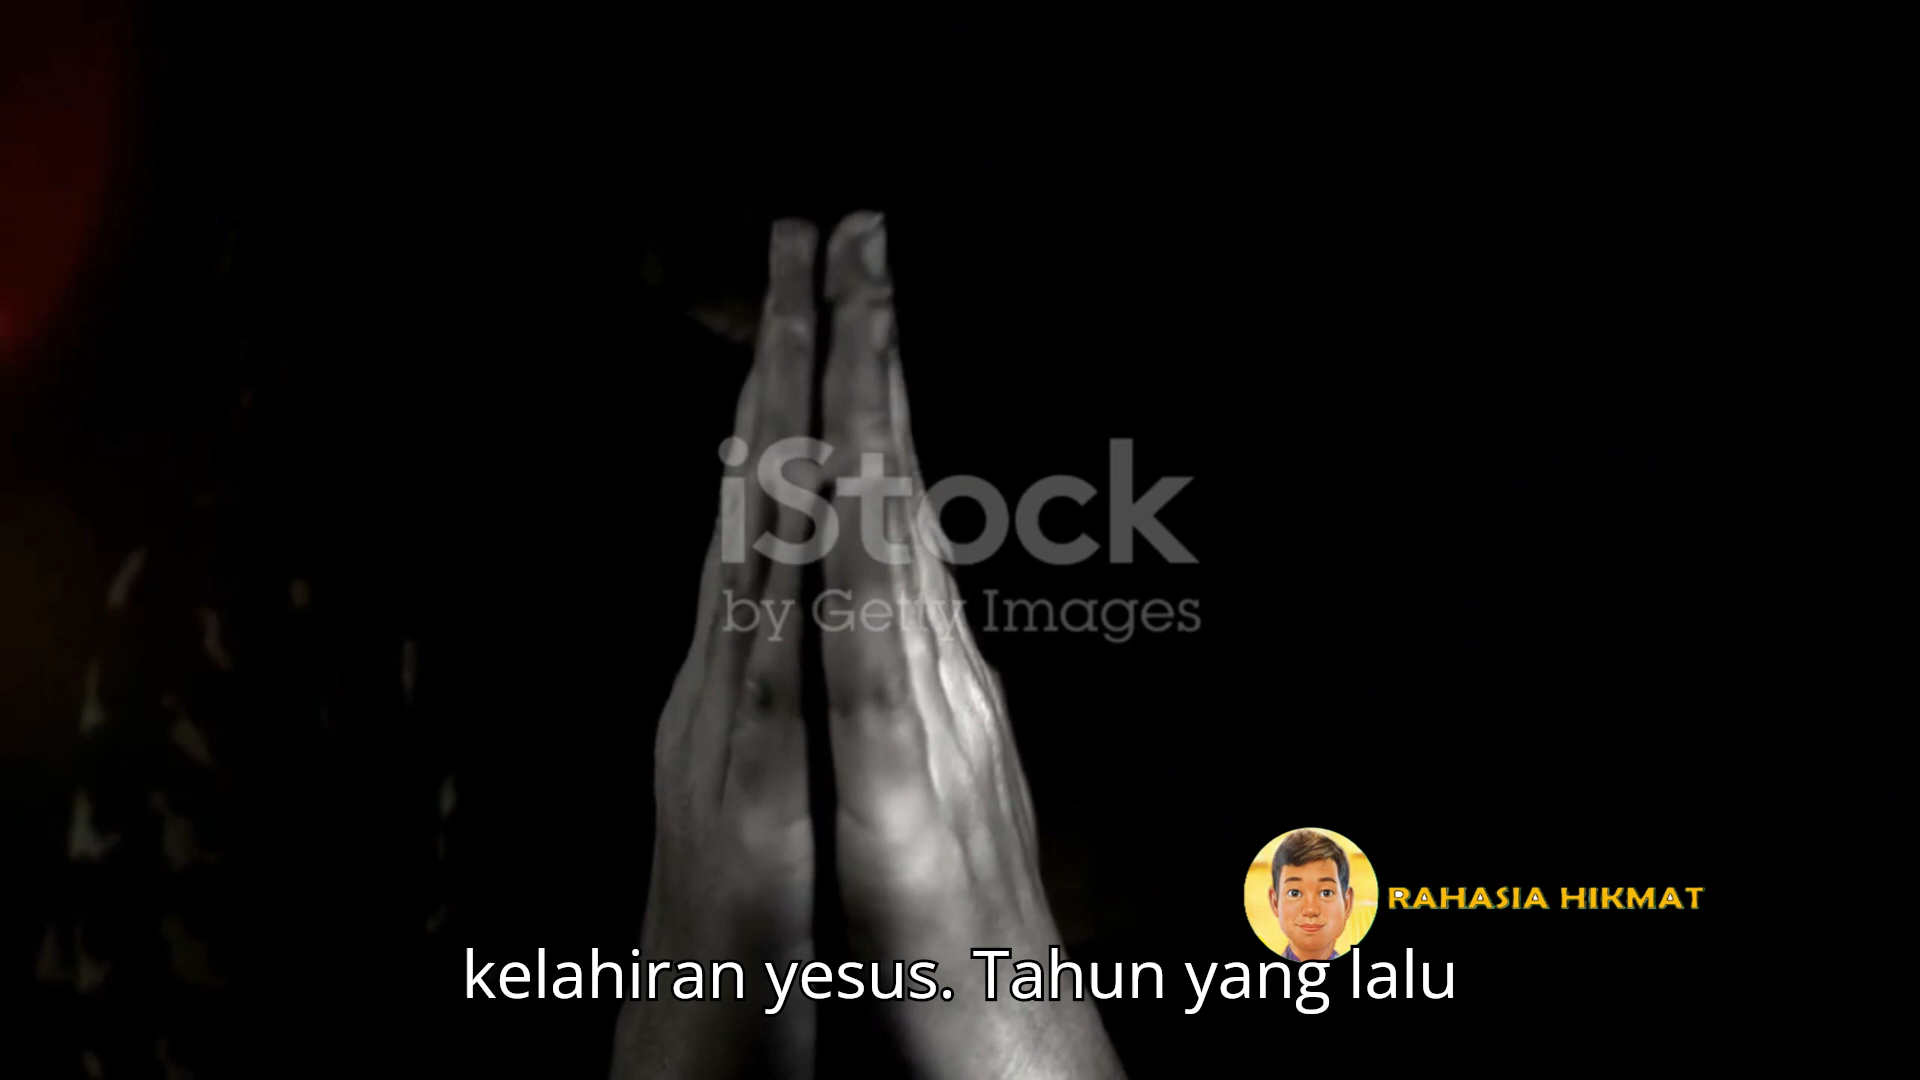 iStock
by Getty Images
RAHASIA HIKMAT
kelahiran yesus. Tahun yang lalu